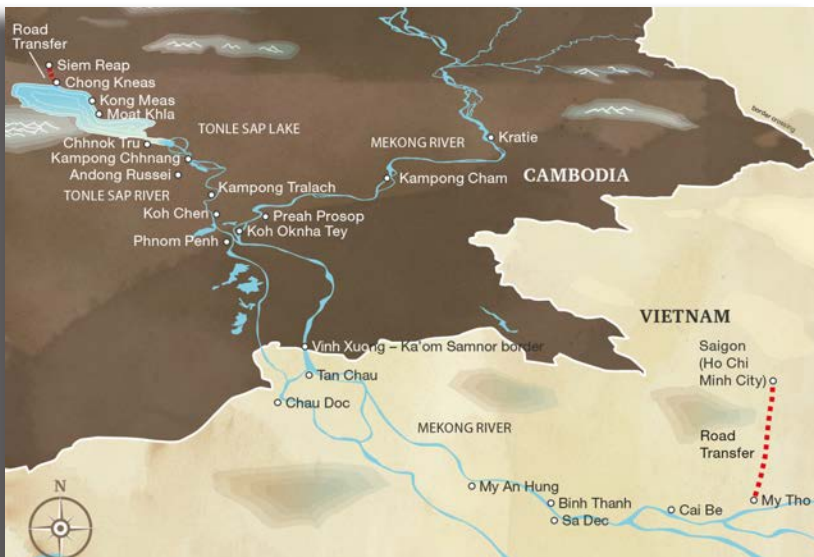 Road
Transfer
Siem Reap
Chong Kneas
Kong Meas
Moat Khla
TONLE SAP LAKE
Chhnok Tru
Kampong Chhnang
Andong Russei
TONLE SAP RIVER
Kampong Tralach
Koh Chen
Phnom Penh
Preah Prosop
Koh Oknha Tey
MEKONG RIVER
Kratie
Kampong Cham
CAMBODIA
border crossing
VIETNAM
Saigon
(Ho Chi
Minh City)
Road
Transfer
Vinh Xuong – Ka'om Samnor border
Tan Chau
Chau Doc
MEKONG RIVER
My An Hung
Binh Thanh
Sa Dec
Cai Be
My Tho
N